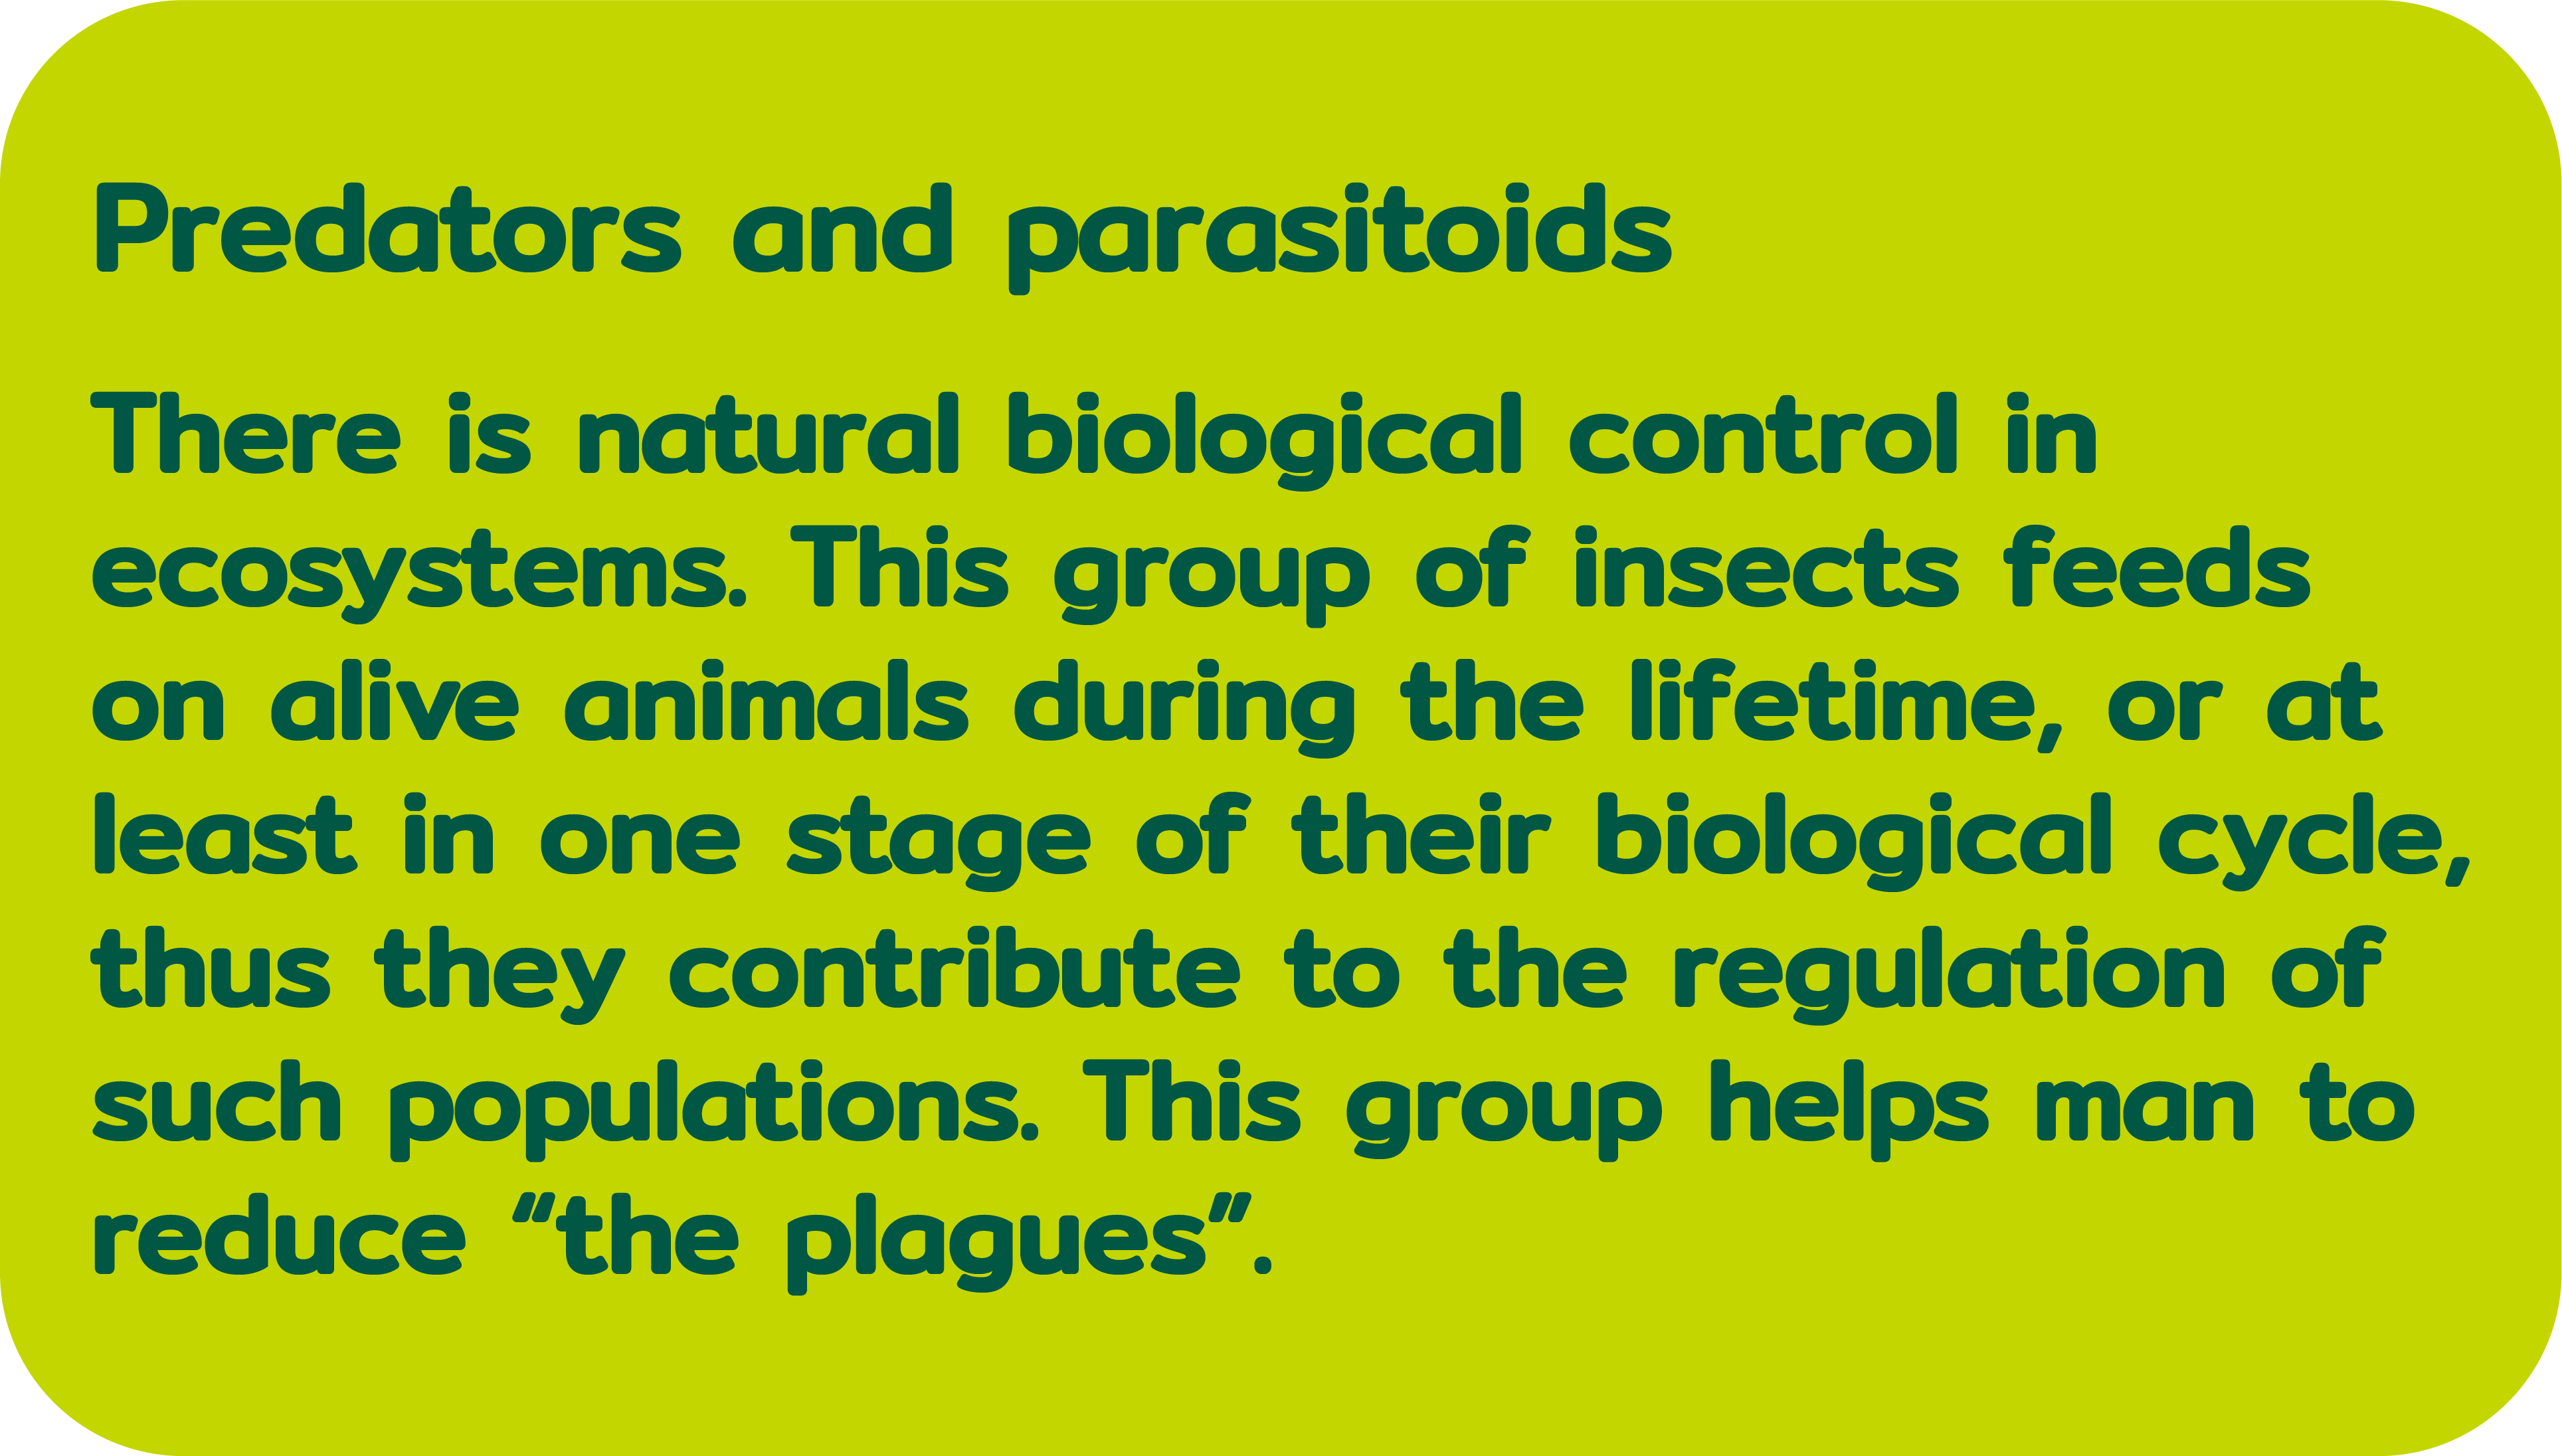 Predators and parasitoids
There is natural biological control in
ecosystems. This group of insects feeds
on alive animals during the lifetime, or at
least in one stage of their biological cycle,
thus they contribute to the regulation of
such populations. This group helps man to
reduce “the plagues”.